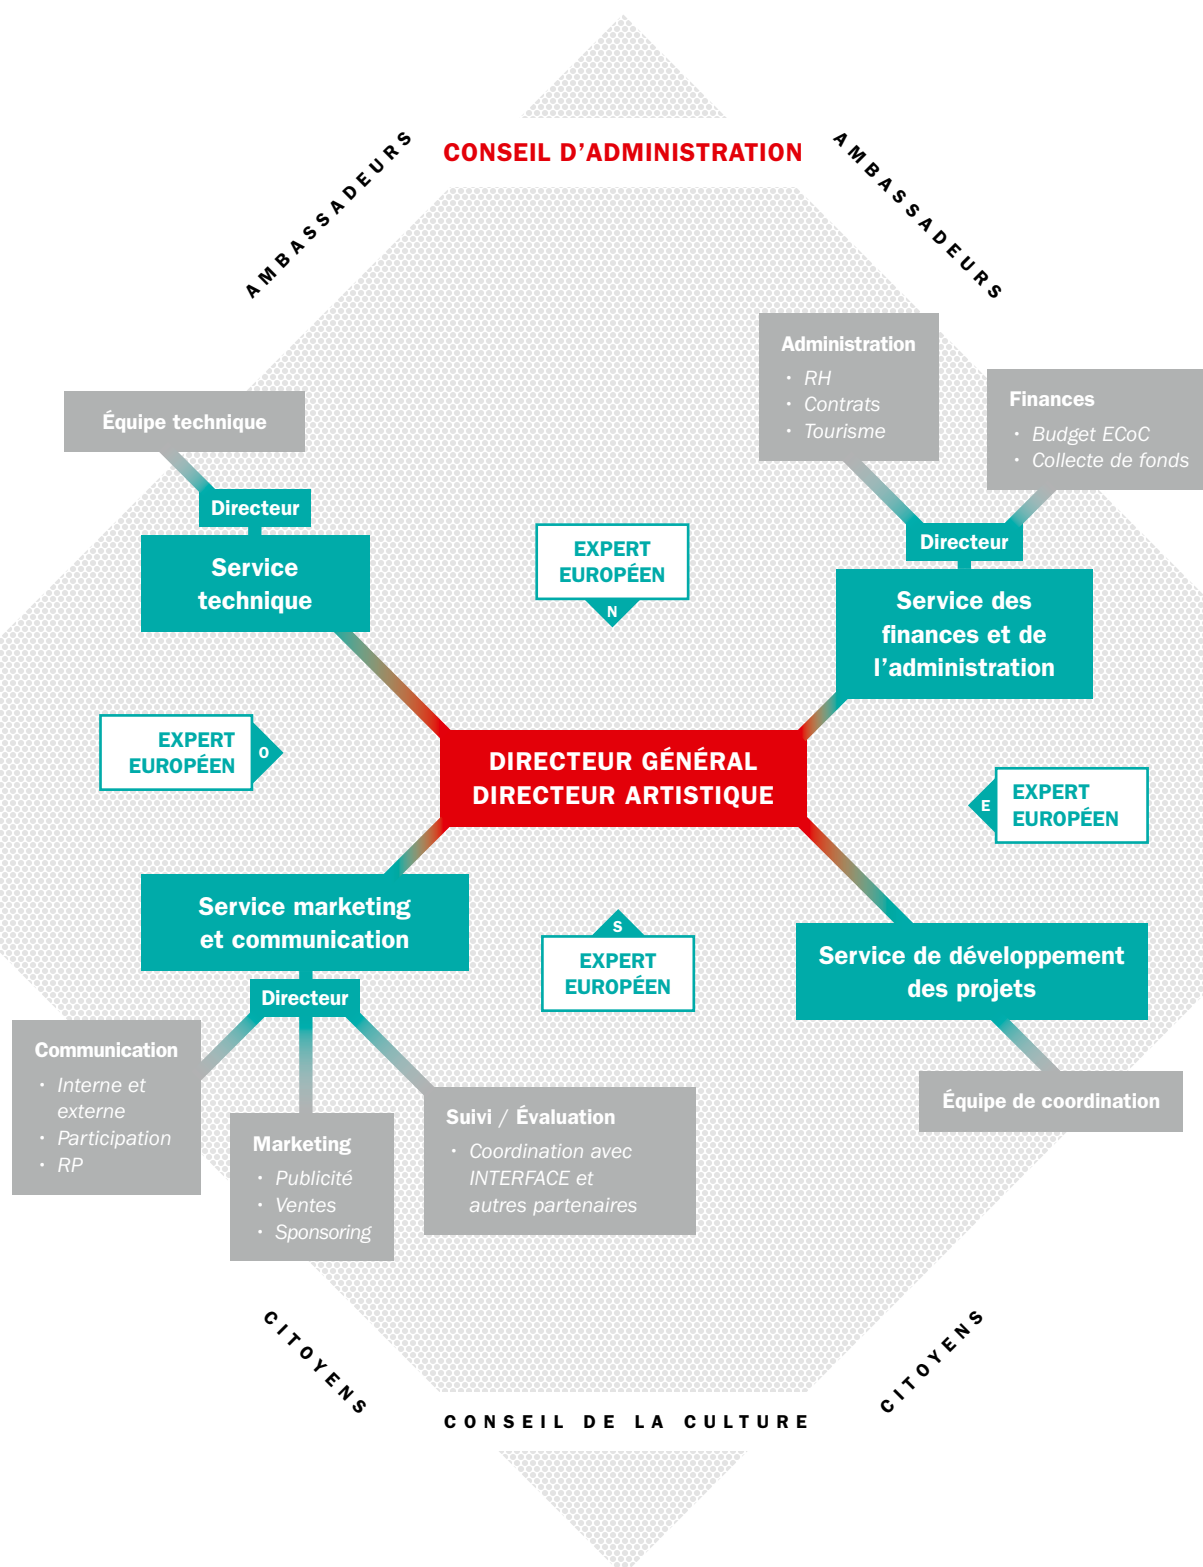 CONSEIL D’ADMINISTRATION
AMBASSADEURS
AMBASSADEURS
Administration
• RH
• Contrats
• Tourisme
Finances
• Budget ECoC
• Collecte de fonds
Équipe technique
Directeur
Service
technique
EXPERT
EUROPÉEN
N
Directeur
Service des
finances et de
l’administration
EXPERT
EUROPÉEN
O
DIRECTEUR GÉNÉRAL
DIRECTEUR ARTISTIQUE
E
EXPERT
EUROPÉEN
Service marketing
et communication
S
EXPERT
EUROPÉEN
Service de développement
des projets
Directeur
Communication
• Interne et
externe
• Participation
• RP
Marketing
• Publicité
• Ventes
• Sponsoring
Suivi / Évaluation
• Coordination avec
INTERFACE et
autres partenaires
Équipe de coordination
CITOYENS
CITOYENS
CONSEIL DE LA CULTURE